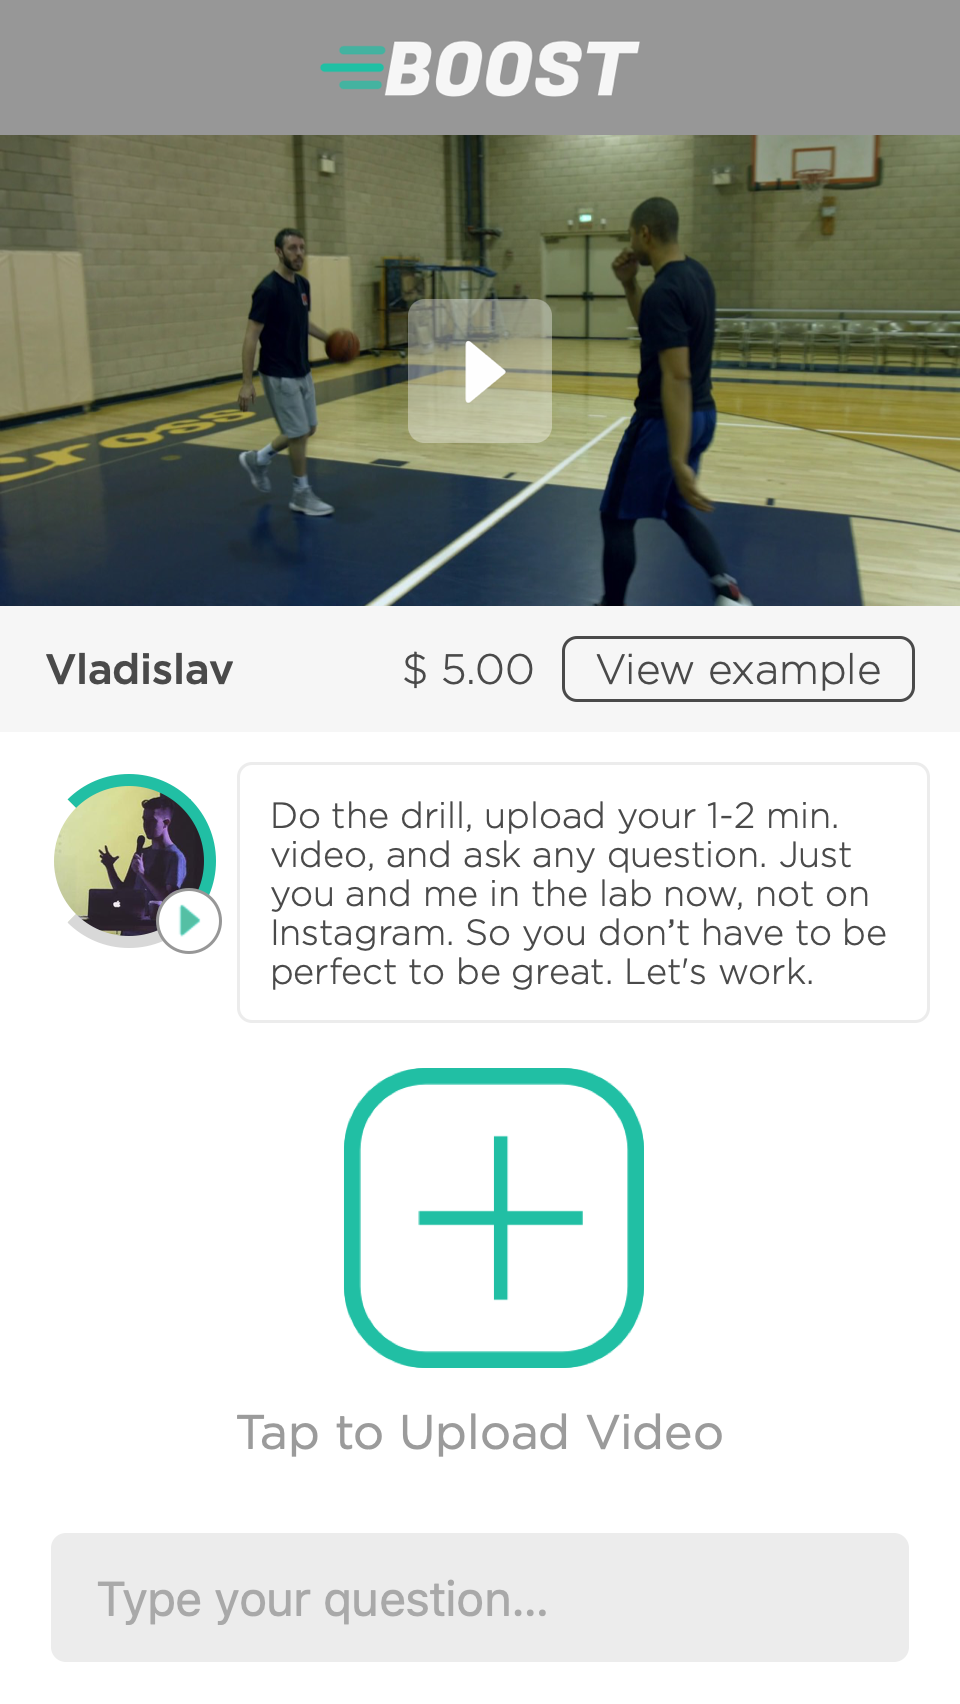 BOOST
Cross
Vladislav
$ 5.00
View example
Do the drill, upload your 1-2 min.
video, and ask any question. Just
you and me in the lab now, not on
Instagram. So you don’t have to be
perfect to be great. Let's work.
Tap to Upload Video
Type your question...